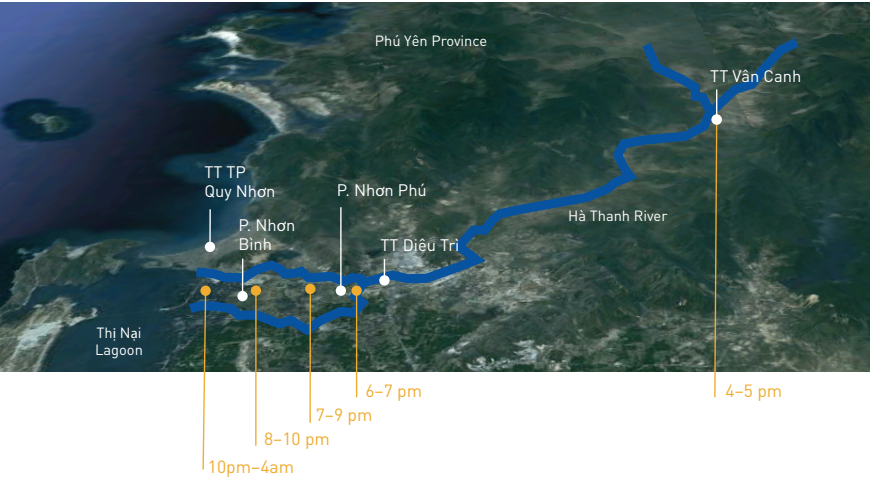 Phú Yên Province
TT Vân Canh
TT TP
Quy Nhơn
P. Nhơn Phú
Hà Thanh River
P. Nhơn
Bình
TT Diệu Trì
Thị Nại
Lagoon
6–7 pm
4–5 pm
7–9 pm
8–10 pm
10pm–4am